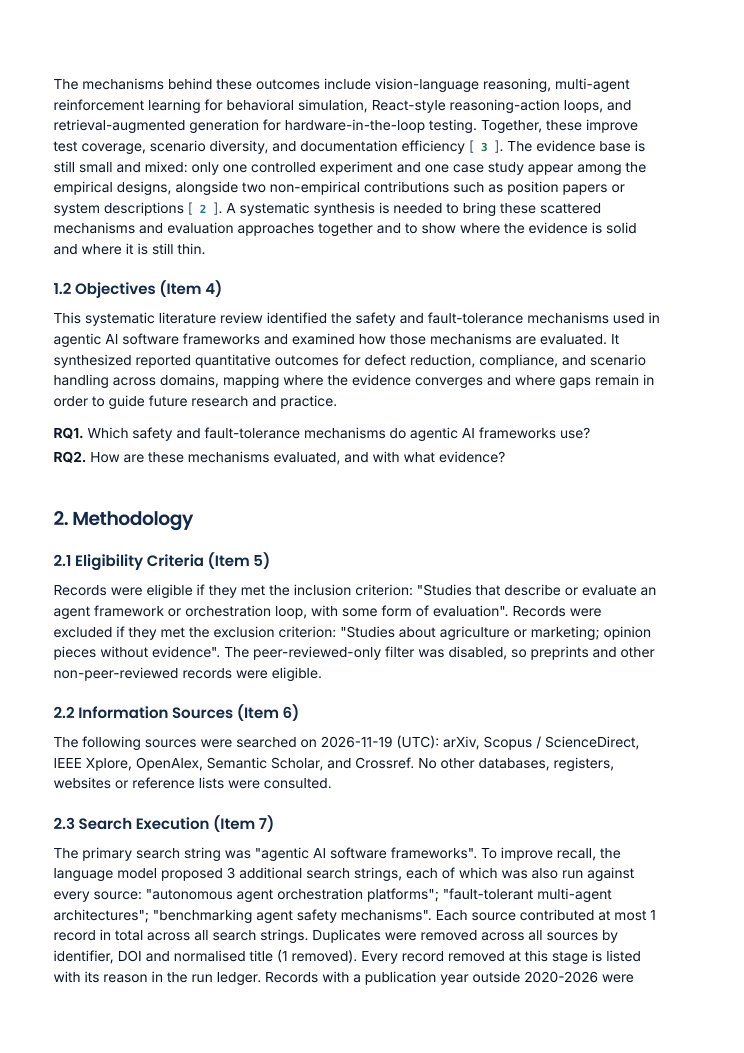 The mechanisms behind these outcomes include vision-language reasoning, multi-agent
reinforcement learning for behavioral simulation, React-style reasoning-action loops, and
retrieval-augmented generation for hardware-in-the-loop testing. Together, these improve
test coverage, scenario diversity, and documentation efficiency [ 3 ]. The evidence base is
still small and mixed: only one controlled experiment and one case study appear among the
empirical designs, alongside two non-empirical contributions such as position papers or
system descriptions [ 2 ]. A systematic synthesis is needed to bring these scattered
mechanisms and evaluation approaches together and to show where the evidence is solid
and where it is still thin.
1.2 Objectives (Item 4)
This systematic literature review identified the safety and fault-tolerance mechanisms used in
agentic AI software frameworks and examined how those mechanisms are evaluated. It
synthesized reported quantitative outcomes for defect reduction, compliance, and scenario
handling across domains, mapping where the evidence converges and where gaps remain in
order to guide future research and practice.
RQ1. Which safety and fault-tolerance mechanisms do agentic AI frameworks use?
RQ2. How are these mechanisms evaluated, and with what evidence?
2. Methodology
2.1 Eligibility Criteria (Item 5)
Records were eligible if they met the inclusion criterion: "Studies that describe or evaluate an
agent framework or orchestration loop, with some form of evaluation". Records were
excluded if they met the exclusion criterion: "Studies about agriculture or marketing; opinion
pieces without evidence". The peer-reviewed-only filter was disabled, so preprints and other
non-peer-reviewed records were eligible.
2.2 Information Sources (Item 6)
The following sources were searched on 2026-11-19 (UTC): arXiv, Scopus / ScienceDirect,
IEEE Xplore, OpenAlex, Semantic Scholar, and Crossref. No other databases, registers,
websites or reference lists were consulted.
2.3 Search Execution (Item 7)
The primary search string was "agentic AI software frameworks". To improve recall, the
language model proposed 3 additional search strings, each of which was also run against
every source: "autonomous agent orchestration platforms"; "fault-tolerant multi-agent
architectures"; "benchmarking agent safety mechanisms". Each source contributed at most 1
record in total across all search strings. Duplicates were removed across all sources by
identifier, DOI and normalised title (1 removed). Every record removed at this stage is listed
with its reason in the run ledger. Records with a publication year outside 2020-2026 were